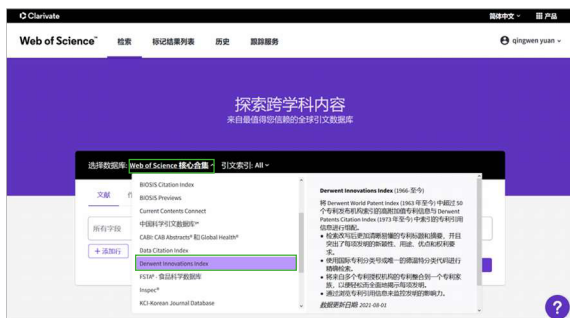 Clarivate
简体中文 产品
Web of Science™ 检索 标记结果列表 历史 跟踪服务 qingwen yuan
探索跨学科内容
来自最值得您信赖的全球引文数据库
选择数据库: Web of Science 核心合集 引文索引: All
文献
所有字段
+ 添加行
BIOSIS Citation Index
BIOSIS Previews
Current Contents Connect
中国科学引文数据库℠
CABI: CAB Abstracts® 和 Global Health®
Data Citation Index
Derwent Innovations Index
FSTA® - 食品科学数据库
Inspec®
KCI-Korean Journal Database
Derwent Innovations Index (1966-至今)
将 Derwent World Patent Index (1963 年至今) 中超过 50
个专利发布机构索引的高附加值专利信息与 Derwent
Patents Citation Index (1973 年至今) 中索引的专利引用
信息进行组配。
• 检索改写后更加清晰易懂的专利标题和摘要，并且
突出了每项发明的新颖性、用途、优点和权利要
求。
• 使用国际专利分类号或唯一的德温特分类代码进行
精确检索。
• 将来自多个专利授权机构的专利整合到一个专利家
族，以便轻松而全面地揭示每项发明。
• 通过浏览专利引用信息来监控发明的影响力。
数据更新日期 2021-08-01
?